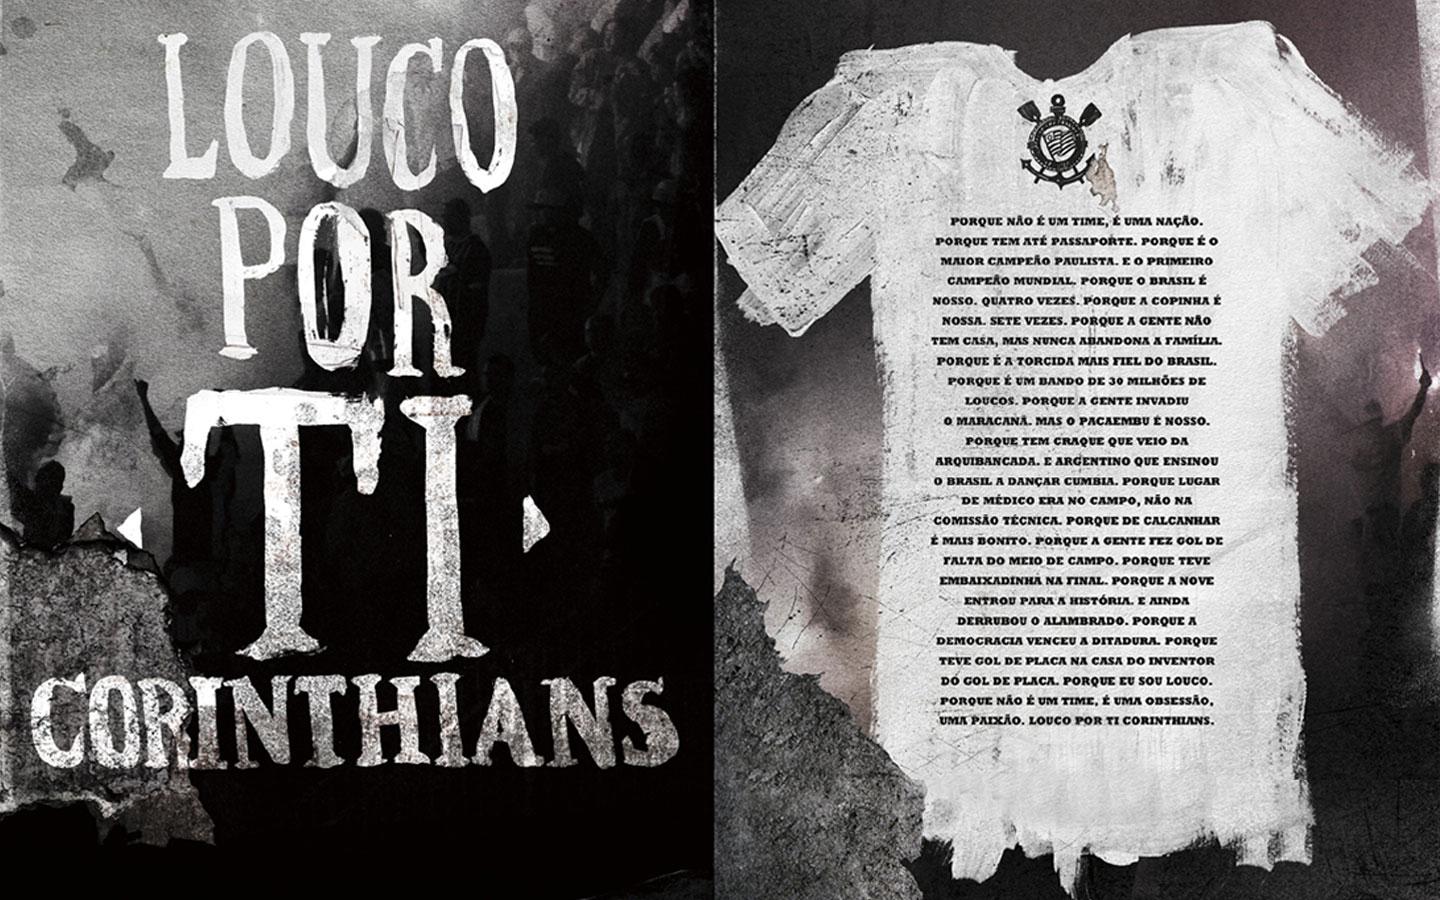 LOUCO
POR
TI
CORINTHIANS
PORQUE NÃO É UM TIME, É UMA NAÇÃO.
PORQUE TEM ATÉ PASSAPORTE. PORQUE É O
MAIOR CAMPEÃO PAULISTA. E O PRIMEIRO
CAMPEÃO MUNDIAL. PORQUE O BRASIL É
NOSSO. QUATRO VEZES. PORQUE A COPINHA É
NOSSA. SETE VEZES. PORQUE A GENTE NÃO
TEM CASA, MAS NUNCA ABANDONA A FAMÍLIA.
PORQUE É A TORCIDA MAIS FIEL DO BRASIL.
PORQUE É UM BANDO DE 30 MILHÕES DE
LOUCOS. PORQUE A GENTE INVADIU
O MARACANÃ. MAS O PACAEMBU É NOSSO.
PORQUE TEM CRAQUE QUE VEIO DA
ARQUIBANCADA. E ARGENTINO QUE ENSINOU
O BRASIL A DANÇAR CUMBIA. PORQUE LUGAR
DE MÉDICO ERA NO CAMPO, NÃO NA
COMISSÃO TÉCNICA. PORQUE DE CALCANHAR
É MAIS BONITO. PORQUE A GENTE FEZ GOL DE
FALTA DO MEIO DE CAMPO. PORQUE TEVE
EMBAIXADINHA NA FINAL. PORQUE A NOVE
ENTROU PARA A HISTÓRIA. E AINDA
DERRUBOU O ALAMBRADO. PORQUE A
DEMOCRACIA VENCEU A DITADURA. PORQUE
TEVE GOL DE PLACA NA CASA DO INVENTOR
DO GOL DE PLACA. PORQUE EU SOU LOUCO.
PORQUE NÃO É UM TIME, É UMA OBSESSÃO,
UMA PAIXÃO. LOUCO POR TI CORINTHIANS.